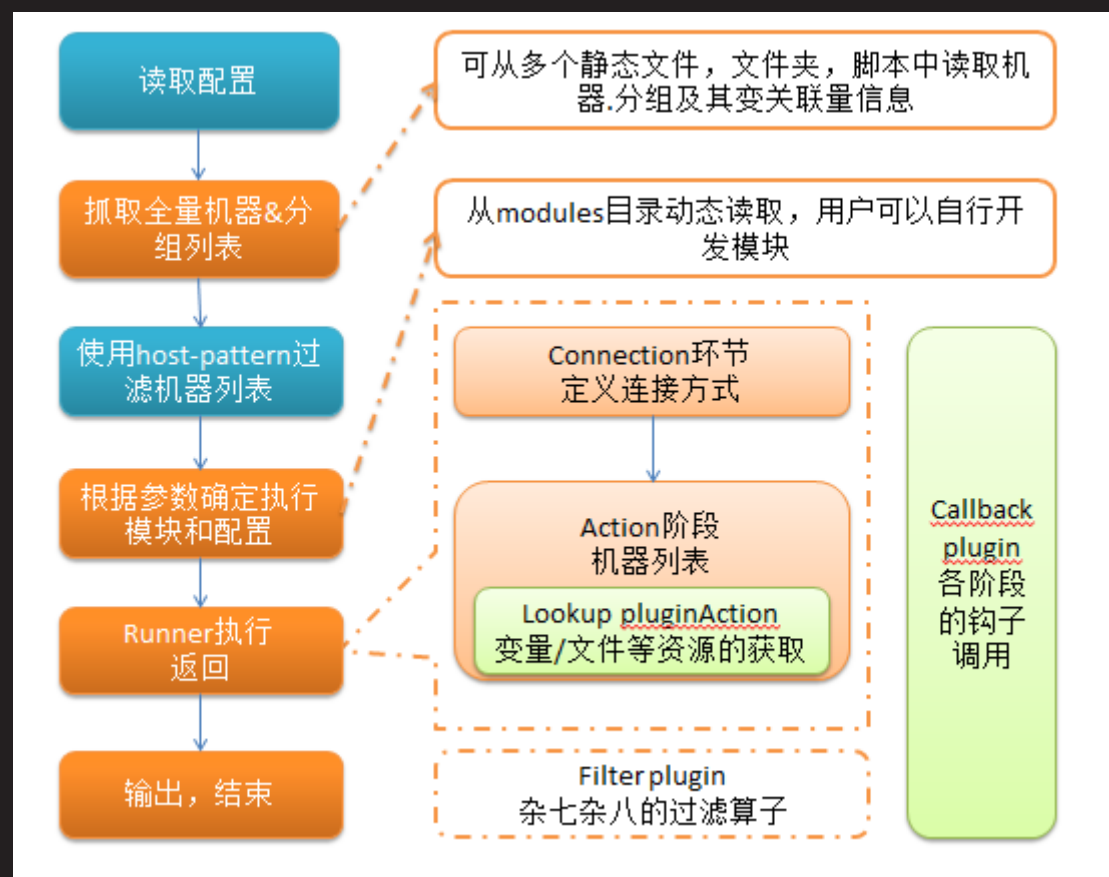 读取配置
抓取全量机器&分
组列表
使用host-pattern过
滤机器列表
根据参数确定执行
模块和配置
Runner执行
返回
输出，结束
可从多个静态文件，文件夹，脚本中读取机
器.分组及其变关联量信息
从modules目录动态读取，用户可以自行开
发模块
Connection环节
定义连接方式
Action阶段
机器列表
Lookup pluginAction
变量/文件等资源的获取
Filter plugin
杂七杂八的过滤算子
Callback
plugin
各阶段
的钩子
调用